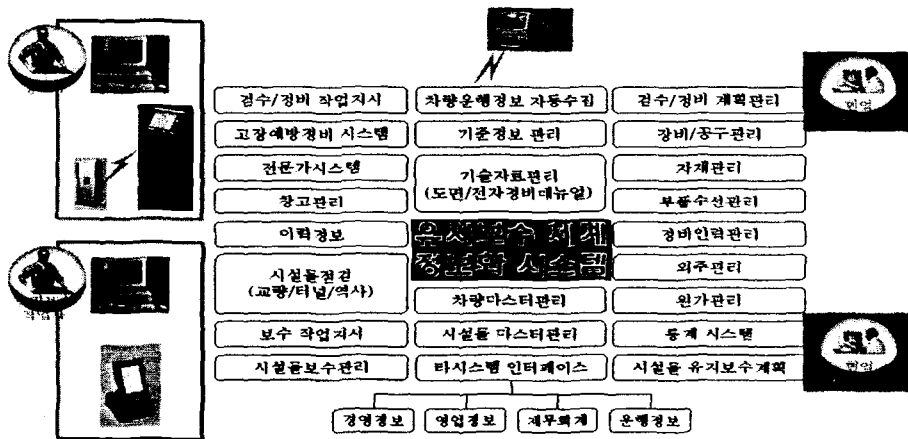 검수/정비 작업지시
차량운행정보 자동수집
검수/정비 계획관리
고장예방정비 시스템
기준정보 관리
장비/공구관리
전문가시스템
기술자료관리
(도면/전자정비매뉴얼)
자재관리
창고관리
부품수선관리
이력정보
유지보수 체계
정보화 시스템
정비인력관리
시설물점검
(교량/터널/역사)
외주관리
차량마스터관리
원가관리
보수 작업지시
시설물 마스터관리
통계 시스템
시설물보수관리
타시스템 인터페이스
시설물 유지보수계획
경영정보
영업정보
재무회계
운행정보
현업
현업